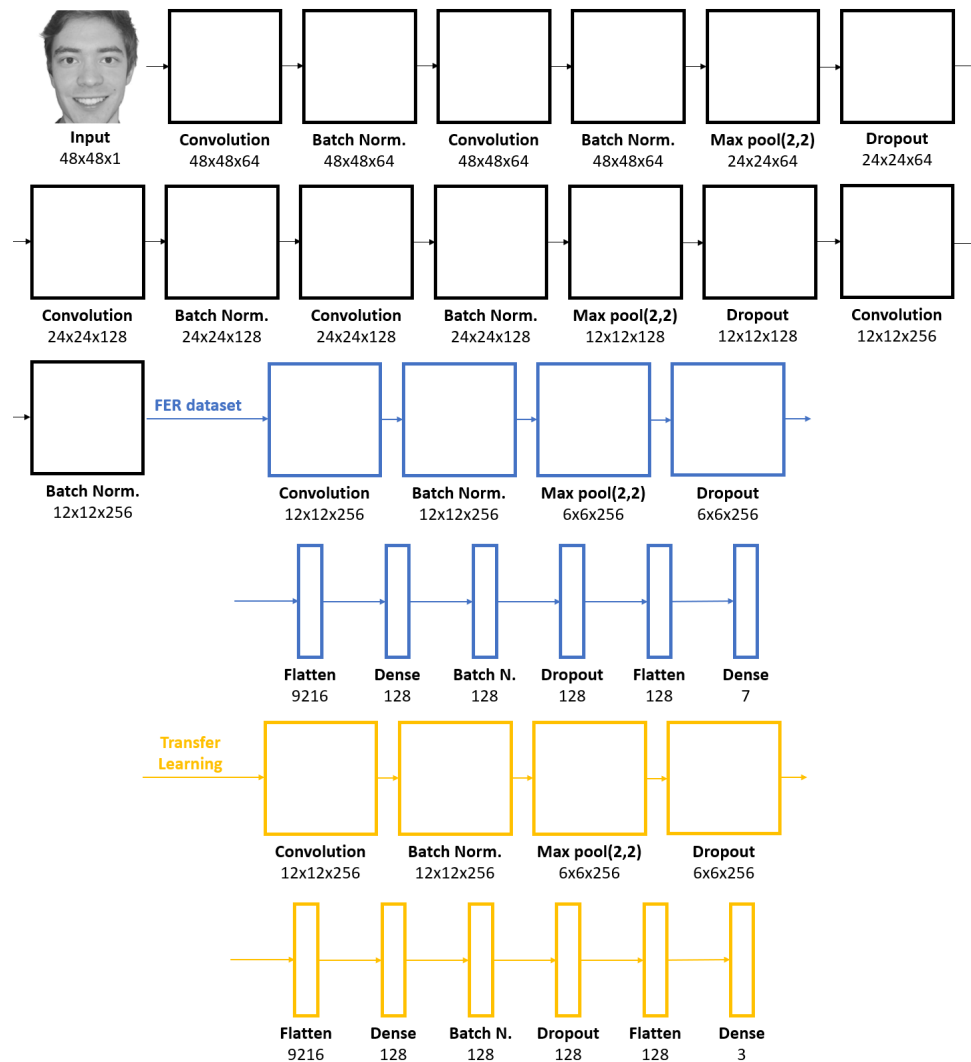 Input
48x48x1
Convolution
48x48x64
Batch Norm.
48x48x64
Convolution
48x48x64
Batch Norm.
48x48x64
Max pool(2,2)
24x24x64
Dropout
24x24x64
Convolution
24x24x128
Batch Norm.
24x24x128
Convolution
24x24x128
Batch Norm.
24x24x128
Max pool(2,2)
12x12x128
Dropout
12x12x128
Convolution
12x12x256
Batch Norm.
12x12x256
FER dataset
Convolution
12x12x256
Batch Norm.
12x12x256
Max pool(2,2)
6x6x256
Dropout
6x6x256
Flatten
9216
Dense
128
Batch N.
128
Dropout
128
Flatten
128
Dense
7
Transfer
Learning
Convolution
12x12x256
Batch Norm.
12x12x256
Max pool(2,2)
6x6x256
Dropout
6x6x256
Flatten
9216
Dense
128
Batch N.
128
Dropout
128
Flatten
128
Dense
3